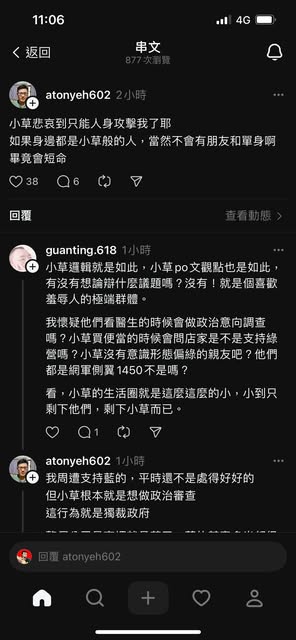 11:06
4G
返回
串文
877 次瀏覽
atonyeh602 2小時
小草悲哀到只能人身攻擊我了耶
如果身邊都是小草般的人，當然不會有朋友和單身啊
畢竟會短命
38
6
回覆
查看動態
guanting.618 1小時
小草邏輯就是如此，小草po文觀點也是如此，
有沒有想論辯什麼議題嗎？沒有！就是個喜歡
羞辱人的極端群體。
我懷疑他們看醫生的時候會做政治意向調查
嗎？小草買便當的時候會問店家是不是支持綠
營嗎？小草沒有意識形態偏綠的親友吧？他們
都是網軍側翼1450不是嗎？
看，小草的生活圈就是這麼這麼的小，小到只
剩下他們，剩下小草而已。
1
atonyeh602 1小時
我周遭支持藍的，平時還不是處得好好的
但小草根本就是想做政治審查
這行為就是獨裁政府
回覆 atonyeh602